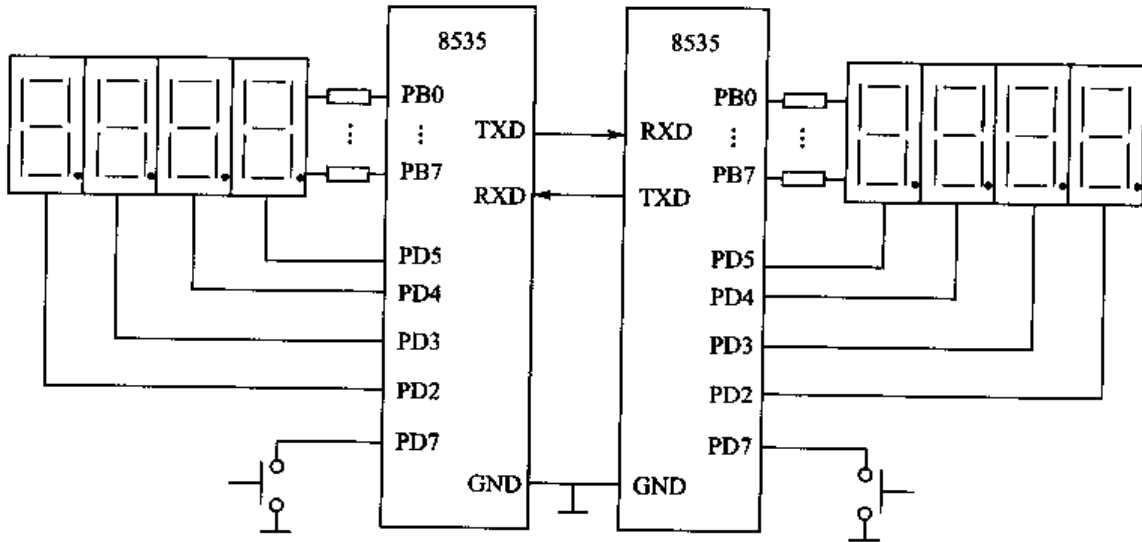 8535
PB0
TXD
PB7
RXD
PD5
PD4
PD3
PD2
PD7
GND
8535
PB0
RXD
PB7
TXD
PD5
PD4
PD3
PD2
PD7
GND